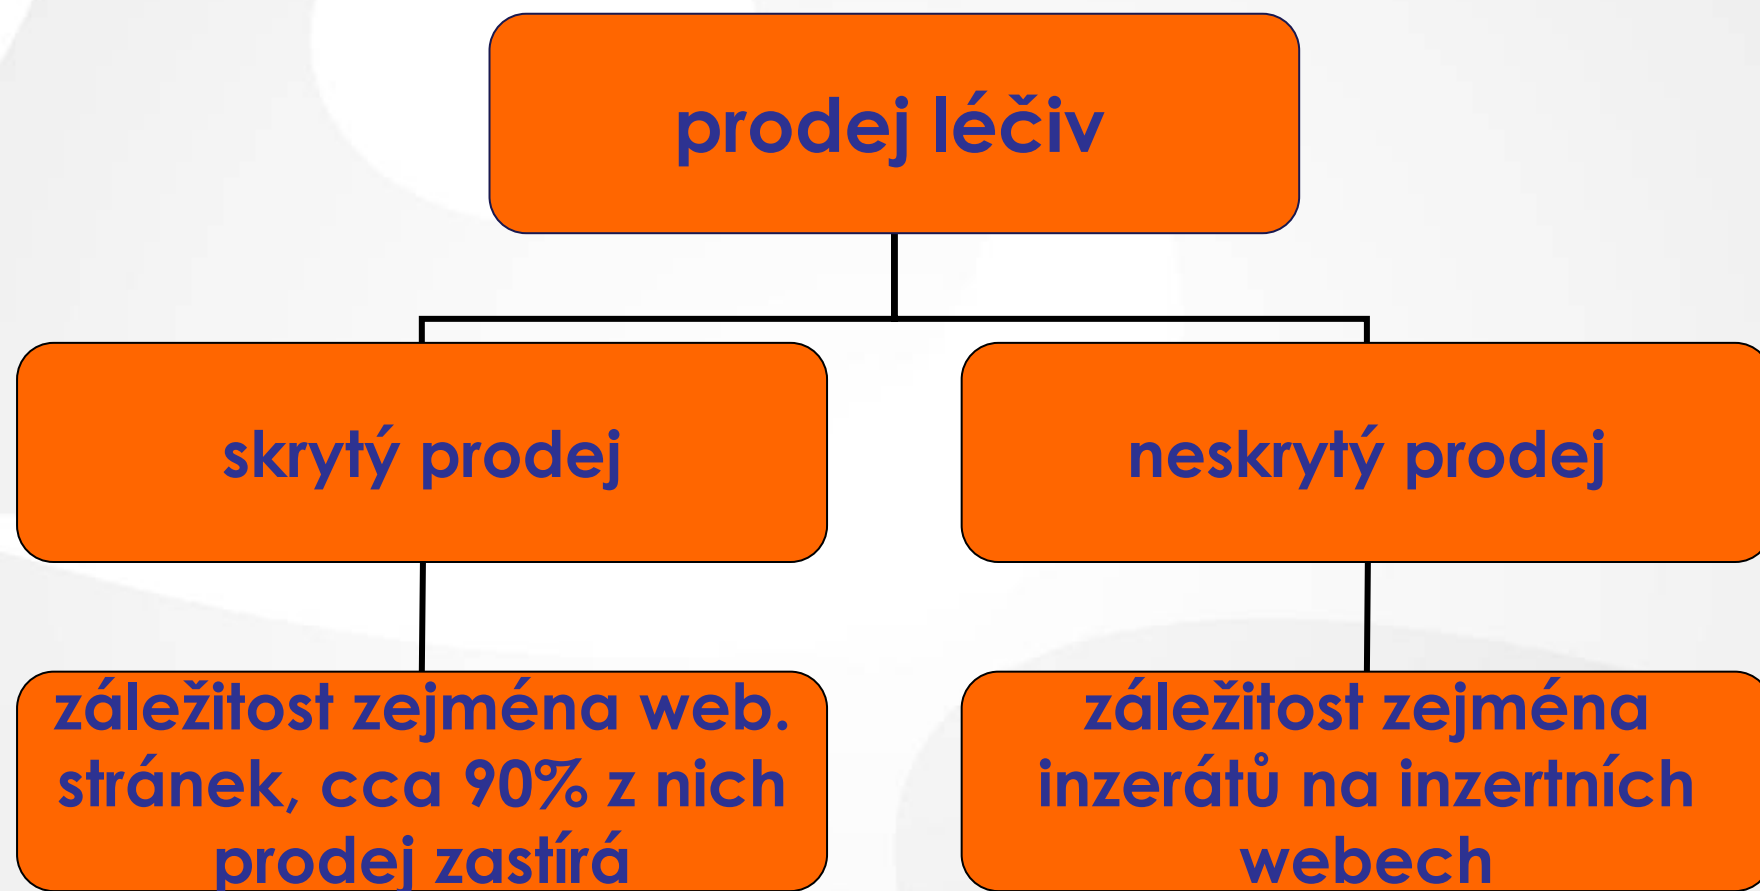 prodej léčiv
skrytý prodej
neskrytý prodej
záležitost zejména web.
stránek, cca 90% z nich
prodej zastírá
záležitost zejména
inzerátů na inzertních
webech